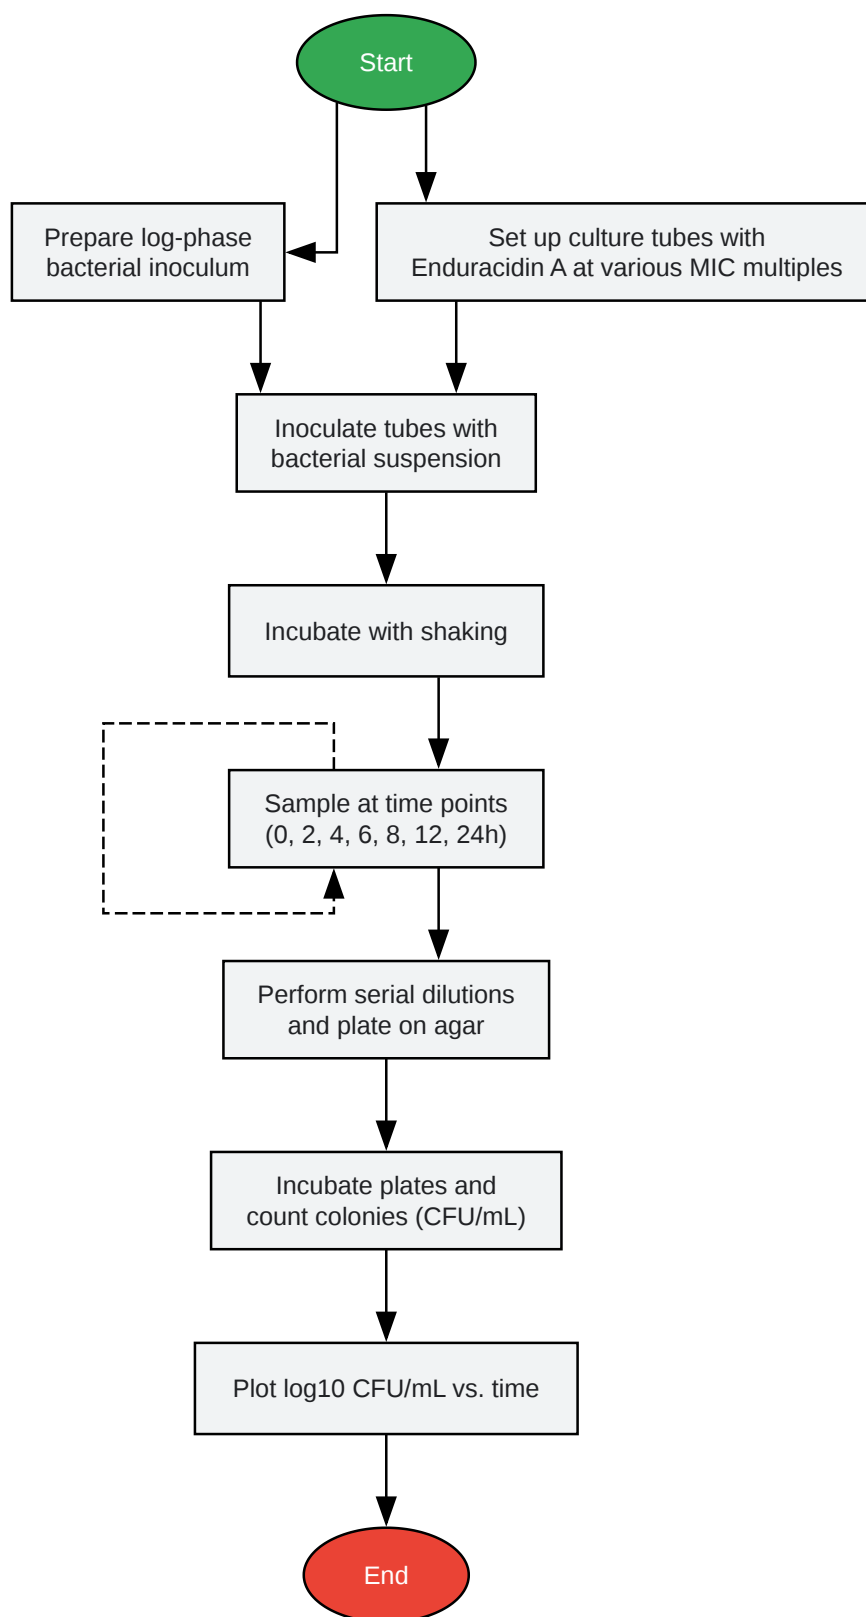 Start
Prepare log-phase
bacterial inoculum
Set up culture tubes with
Enduracidin A at various MIC multiples
Inoculate tubes with
bacterial suspension
Incubate with shaking
Sample at time points
(0, 2, 4, 6, 8, 12, 24h)
Perform serial dilutions
and plate on agar
Incubate plates and
count colonies (CFU/mL)
Plot log10 CFU/mL vs. time
End